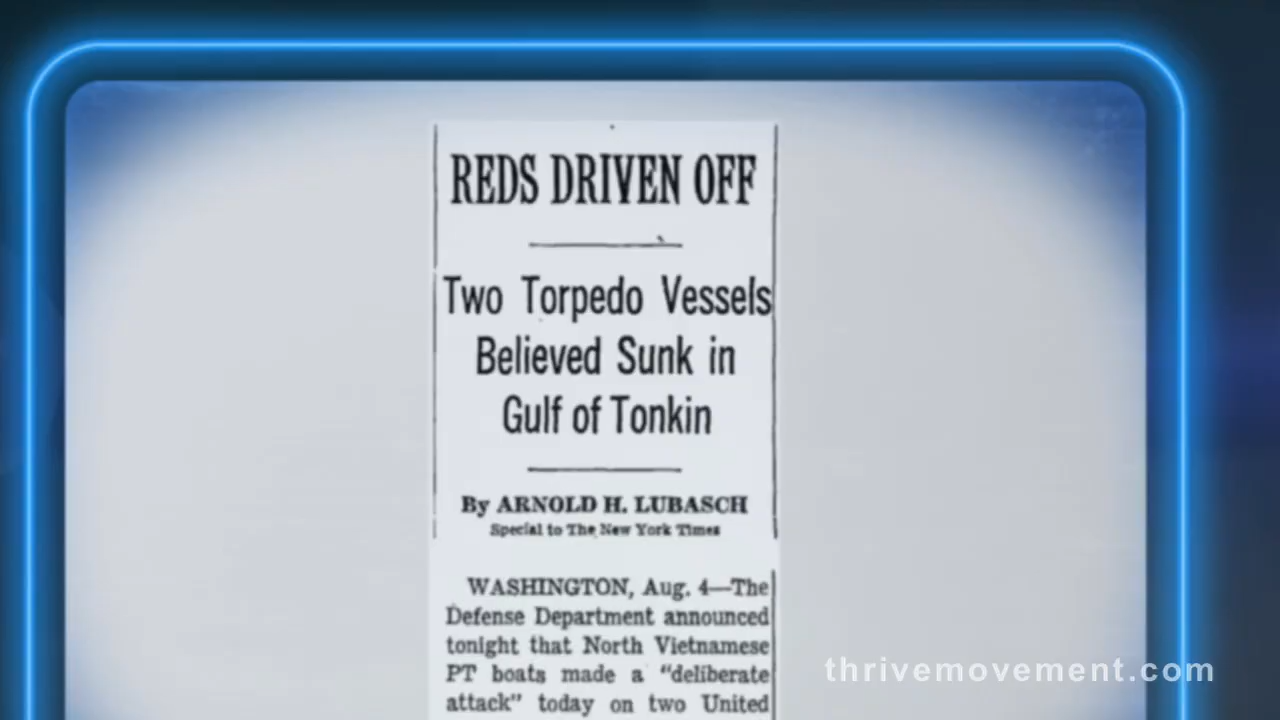 REDS DRIVEN OFF
Two Torpedo Vessels
Believed Sunk in
Gulf of Tonkin
By ARNOLD H. LUBASCH
Special to The New York Times
WASHINGTON, Aug. 4—The
Defense Department announced
tonight that North Vietnamese
PT boats made a "deliberate
attack" today on two United
thrivemovement.com